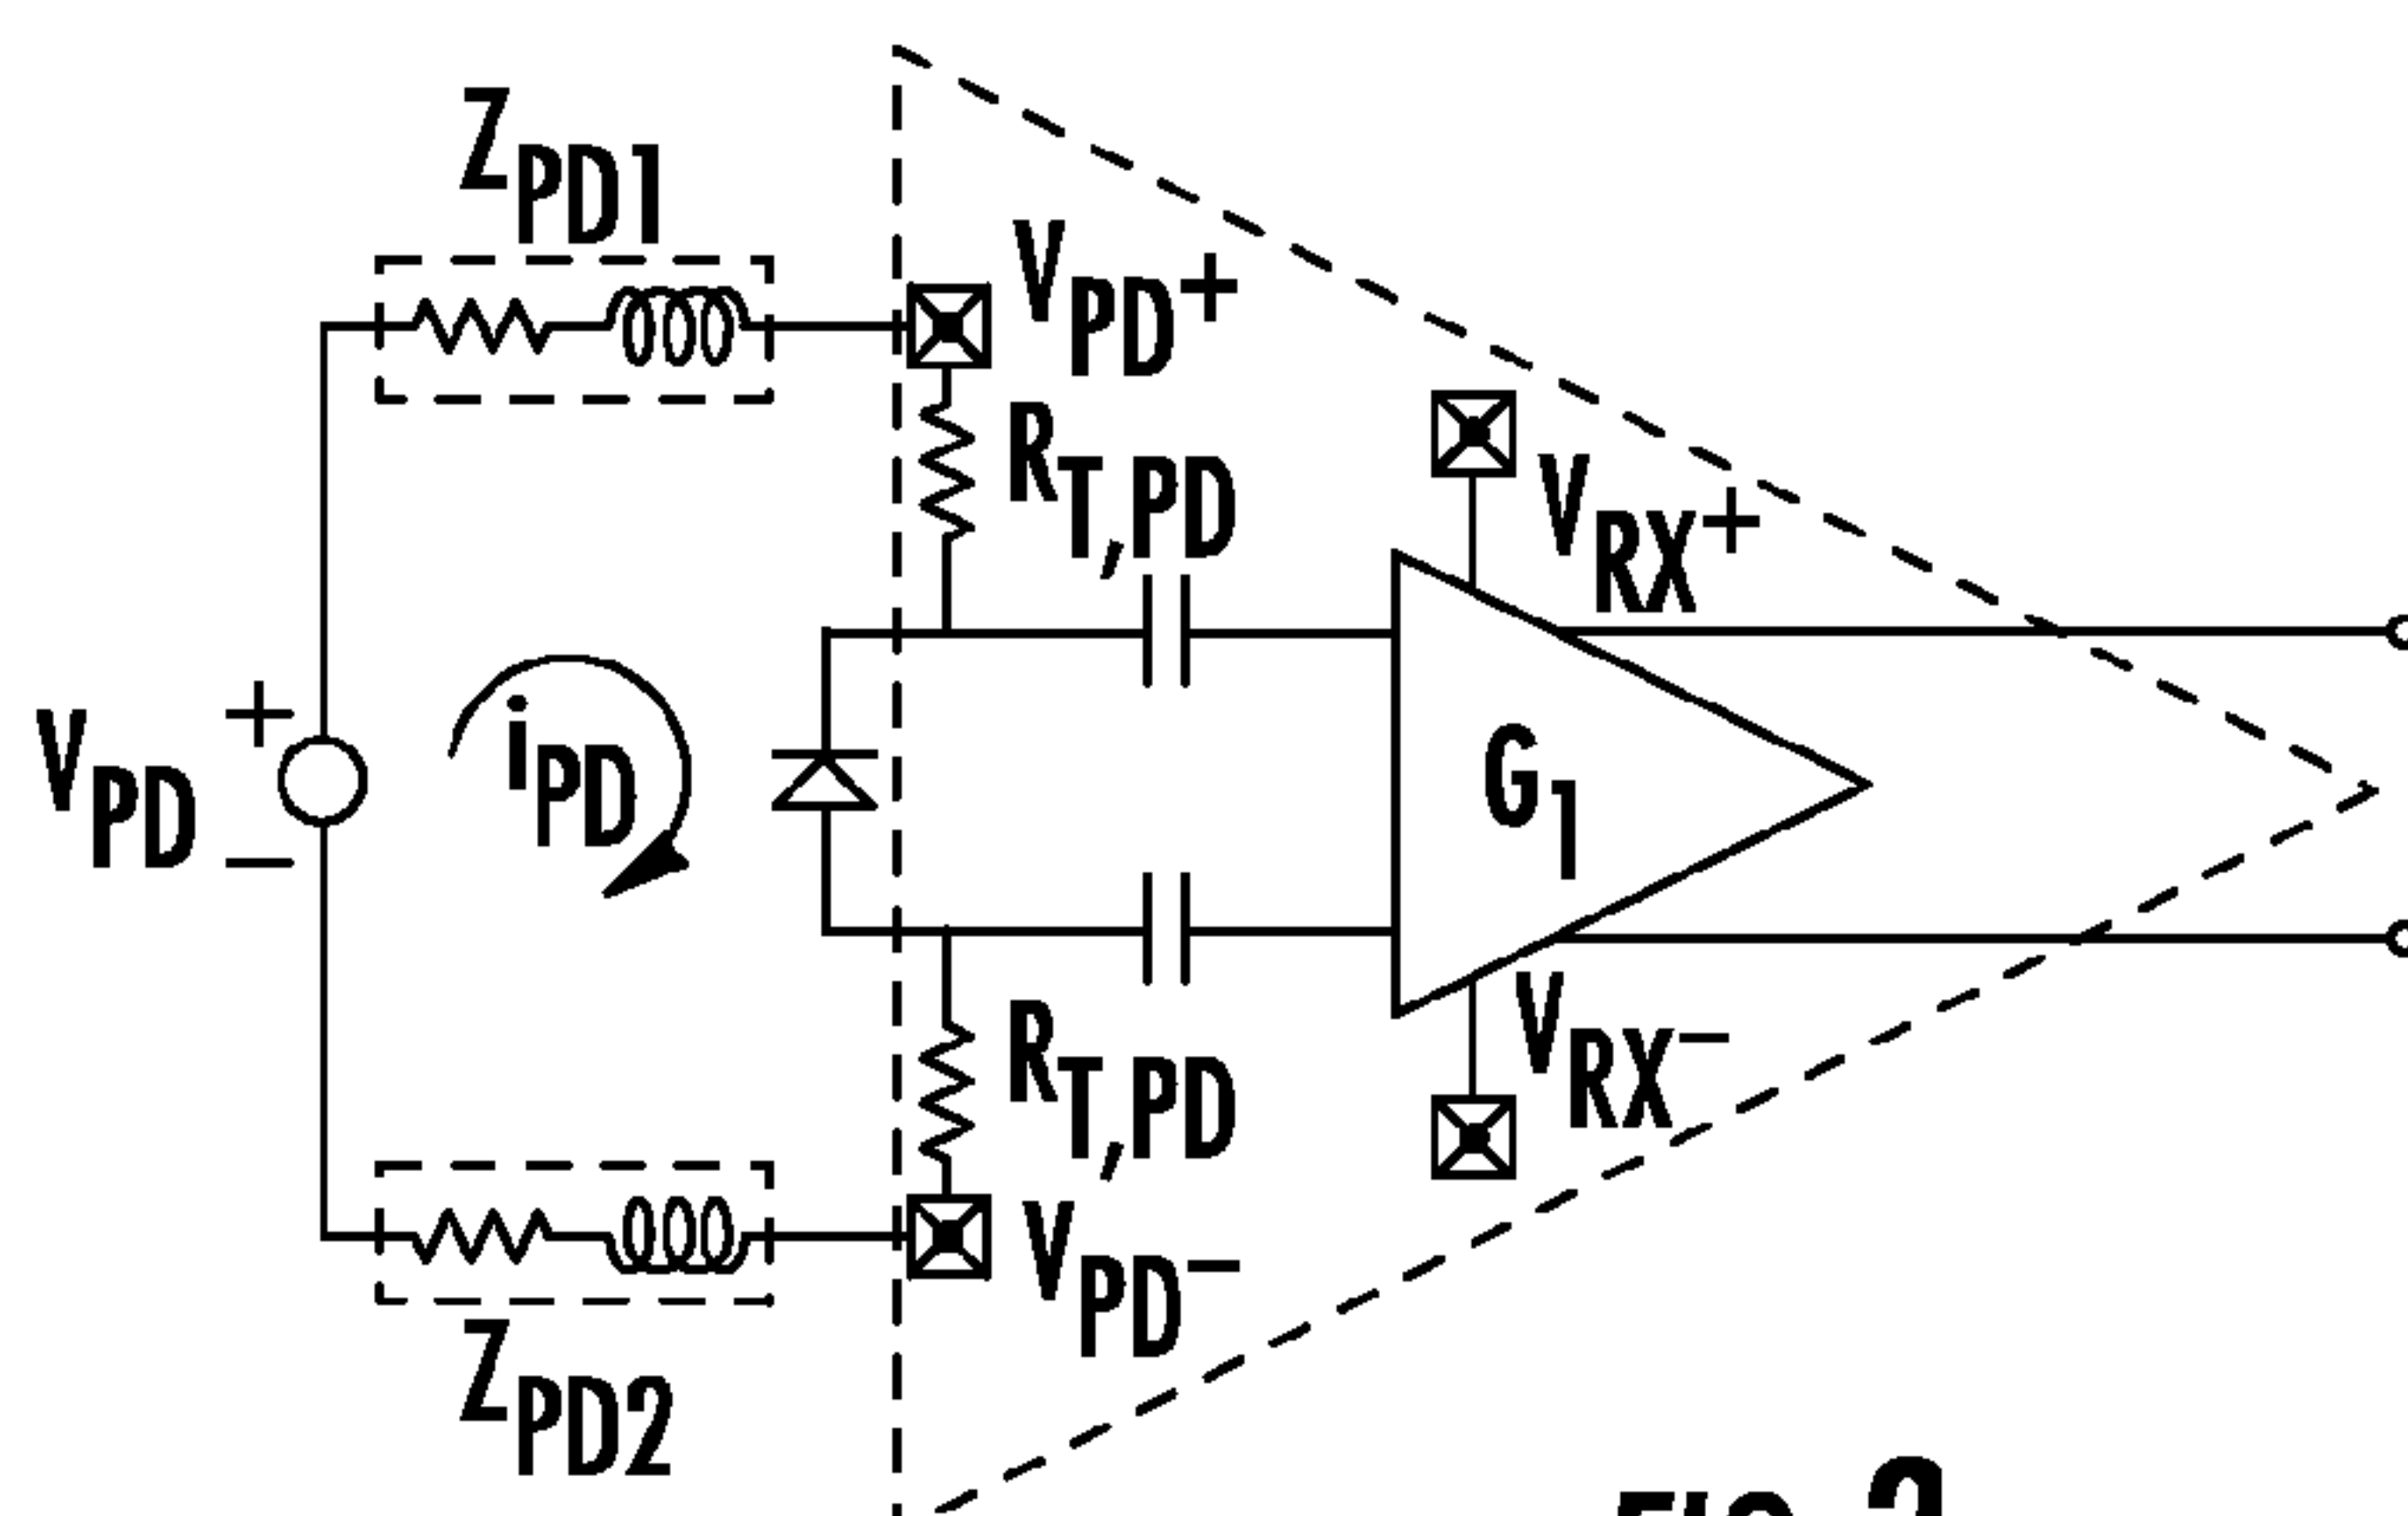 ZPD1
VPD+
RT,PD
VRX+
VPD
+
−
iPD
G1
RT,PD
VRX−
VPD−
ZPD2